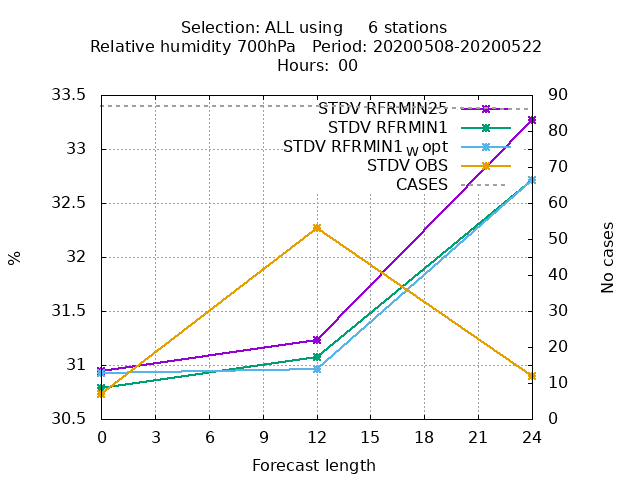 Selection: ALL using     6 stations
Relative humidity 700hPa   Period: 20200508-20200522
Hours: 00
33.5
33
32.5
32
31.5
31
30.5
90
80
70
60
50
40
30
20
10
0
STDV RFRMIN25
STDV RFRMIN1
STDV RFRMIN1_W opt
STDV OBS
CASES
%
No cases
0 3 6 9 12 15 18 21 24
Forecast length